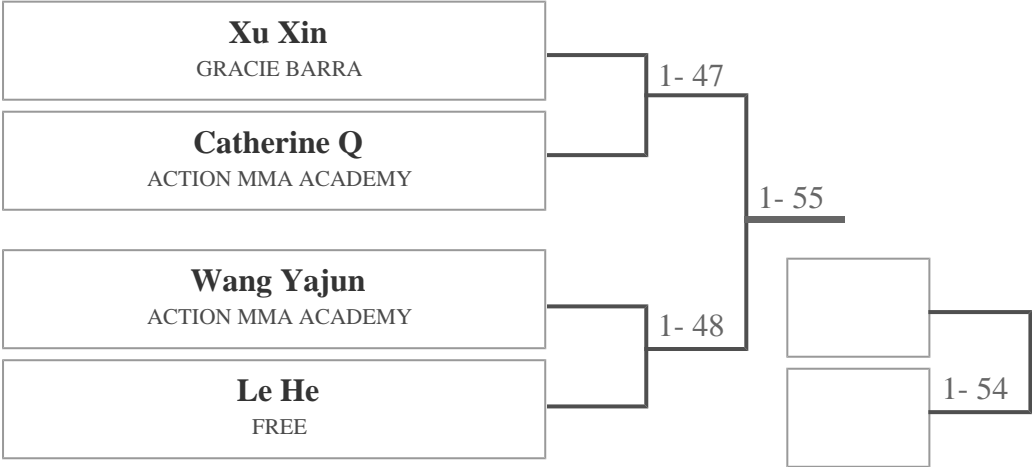 Xu Xin
GRACIE BARRA
1- 47
Catherine Q
ACTION MMA ACADEMY
1- 55
Wang Yajun
ACTION MMA ACADEMY
1- 48
Le He
FREE
1- 54